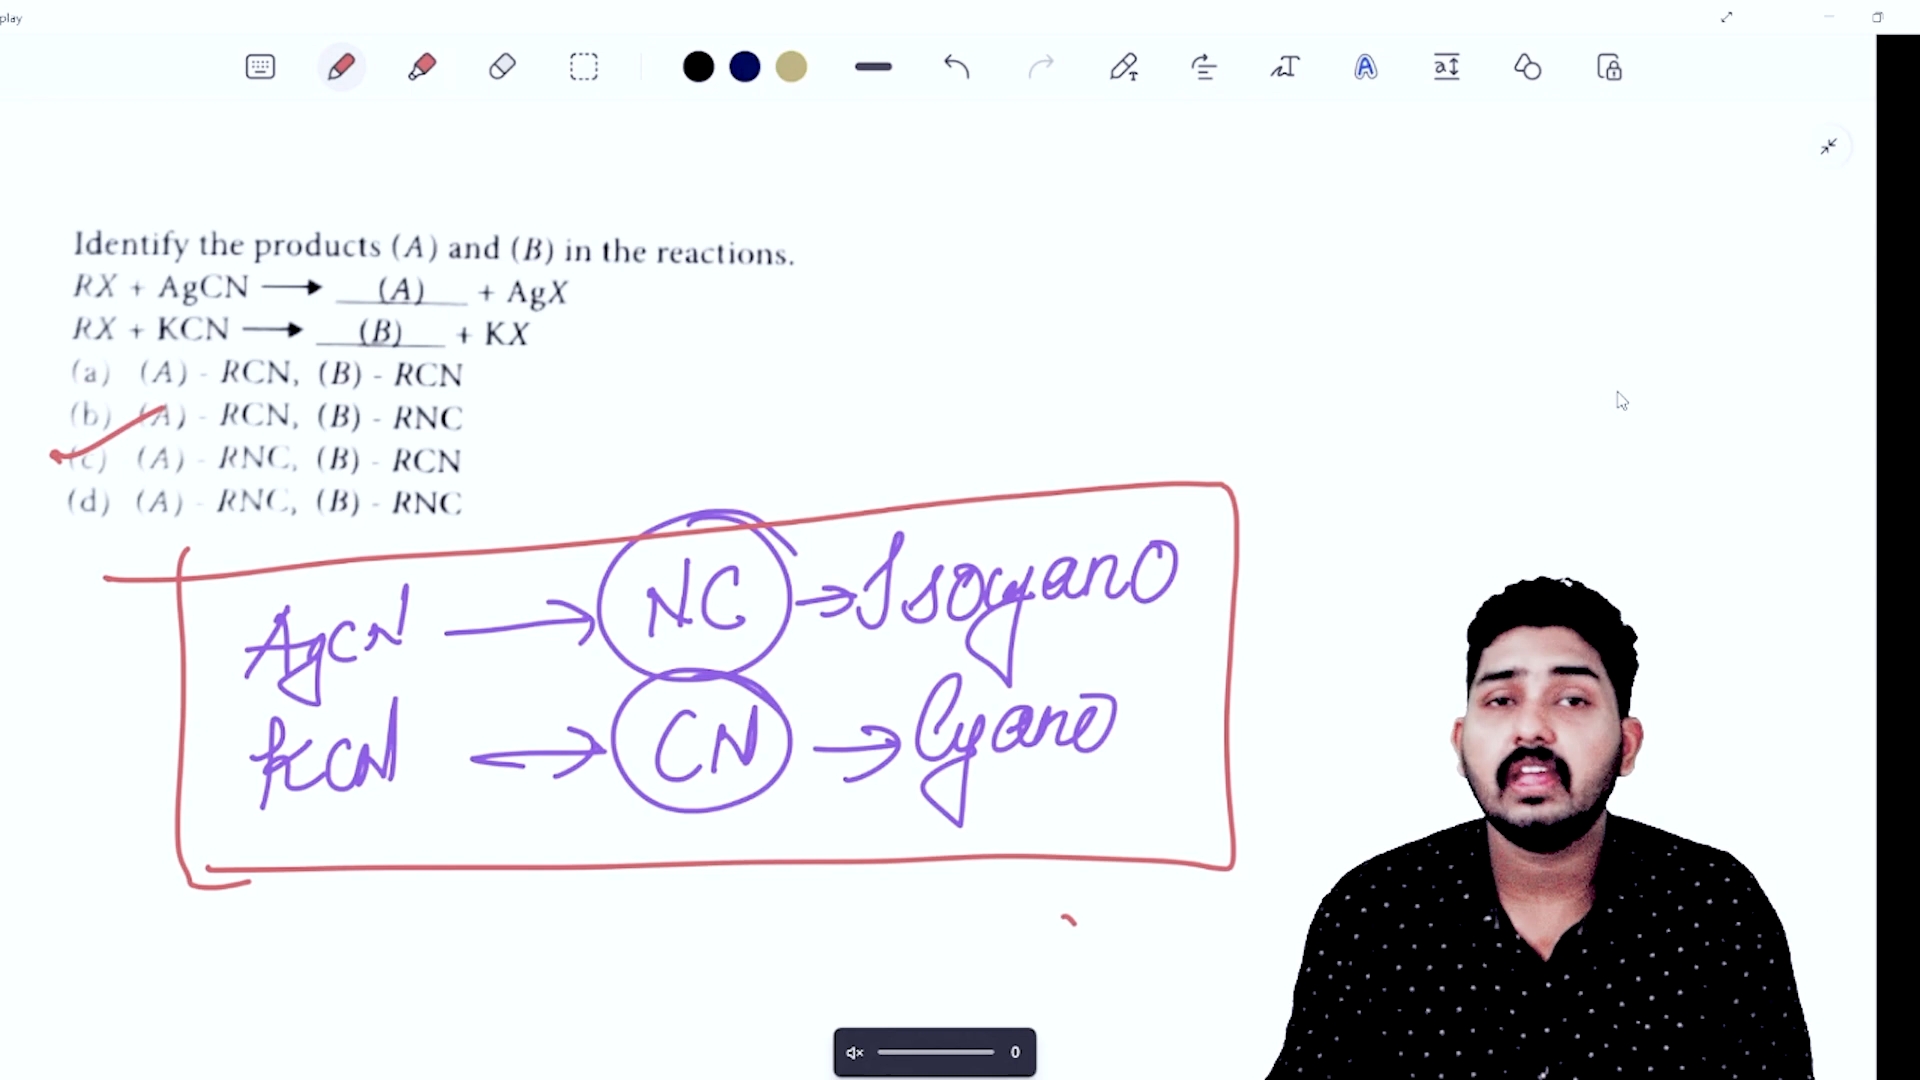 play
Identify the products (A) and (B) in the reactions.
RX + AgCN ⟶ (A) + AgX
RX + KCN ⟶ (B) + KX
(a) (A) - RCN, (B) - RCN
(b) (A) - RCN, (B) - RNC
(c) (A) - RNC, (B) - RCN
(d) (A) - RNC, (B) - RNC
AgCN → NC → Isocyano
KCN → CN → Cyano
0